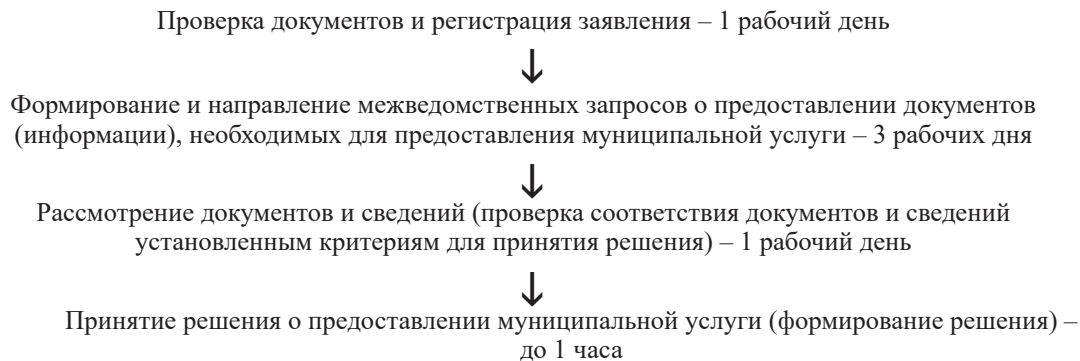 Проверка документов и регистрация заявления – 1 рабочий день
Формирование и направление межведомственных запросов о предоставлении документов
(информации), необходимых для предоставления муниципальной услуги – 3 рабочих дня
Рассмотрение документов и сведений (проверка соответствия документов и сведений
установленным критериям для принятия решения) – 1 рабочий день
Принятие решения о предоставлении муниципальной услуги (формирование решения) –
до 1 часа